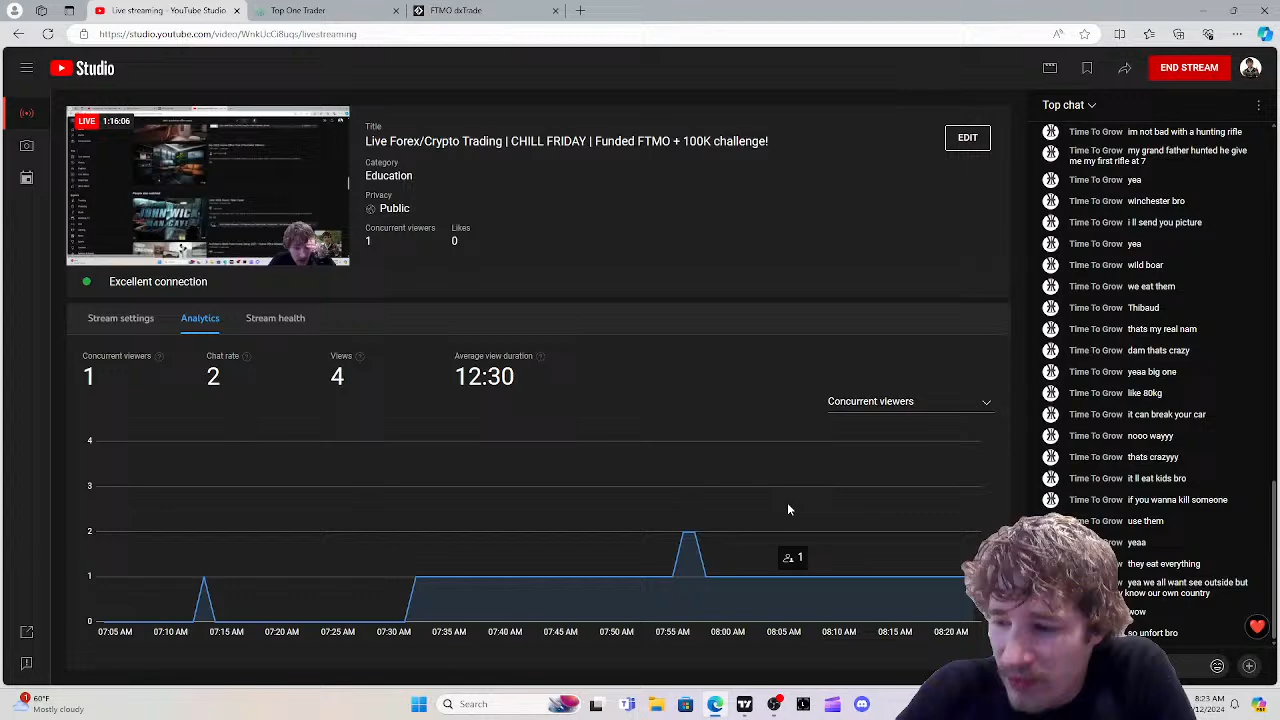 Live streaming - YouTube Studio
Top One Trader
FTMO dxTrade
https://studio.youtube.com/video/WnkUcCi8uqs/livestreaming
Studio
END STREAM
LIVE 1:16:06
JOHN WICK
Title
Live Forex/Crypto Trading | CHILL FRIDAY | Funded FTMO + 100K challenge!
EDIT
Category
Education
Privacy
Public
Concurrent viewers Likes
1 0
Excellent connection
Stream settings Analytics Stream health
Concurrent viewers Chat rate Views Average view duration
1 2 4 12:30
Concurrent viewers
4
3
2
1
1
0
07:05 AM 07:10 AM 07:15 AM 07:20 AM 07:25 AM 07:30 AM 07:35 AM 07:40 AM 07:45 AM 07:50 AM 07:55 AM 08:00 AM 08:05 AM 08:10 AM 08:15 AM 08:20 AM
Top chat
Time To Grow im not bad with a hunt riffle
Time To Grow my grand father hunted he give
me my first rifle at 7
Time To Grow yea
Time To Grow winchester bro
Time To Grow i ll send you picture
Time To Grow yea
Time To Grow wild boar
Time To Grow we eat them
Time To Grow Thibaud
Time To Grow thats my real nam
Time To Grow dam thats crazy
Time To Grow yeaa big one
Time To Grow like 80kg
Time To Grow it can break your car
Time To Grow nooo wayyy
Time To Grow thats crazyyy
Time To Grow it ll eat kids bro
Time To Grow if you wanna kill someone
Time To Grow use them
yeaa
they eat everything
yea we all want see outside but
know our own country
wow
so unfort bro
1
60°F
Mostly cloudy
Search
8:23 AM
/12/2024